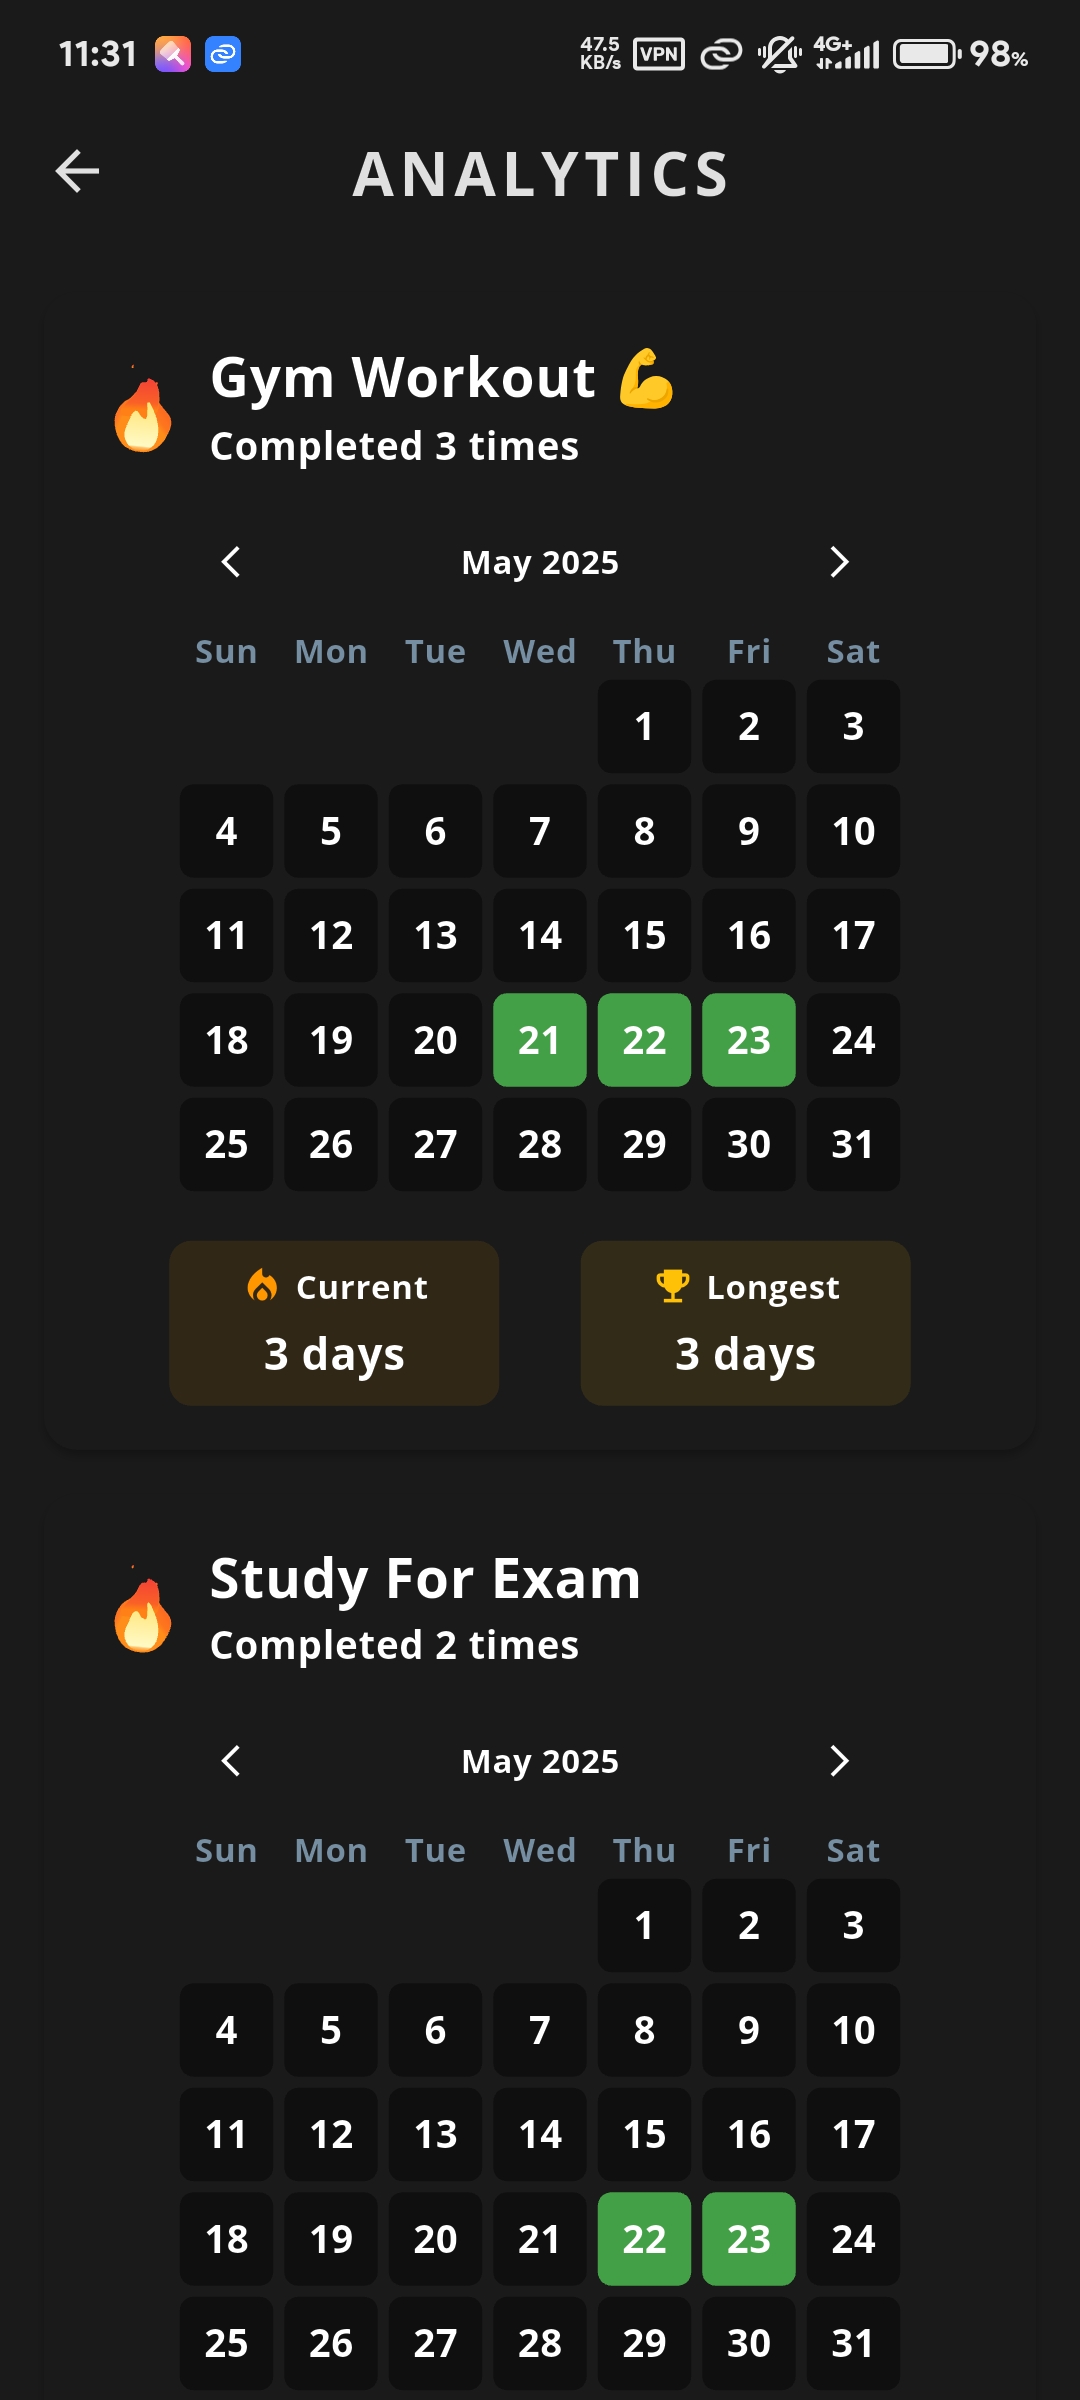 11:31 47.5 KB/s VPN 4G+ 98%
ANALYTICS
Gym Workout 💪
Completed 3 times
May 2025
Sun Mon Tue Wed Thu Fri Sat
1 2 3
4 5 6 7 8 9 10
11 12 13 14 15 16 17
18 19 20 21 22 23 24
25 26 27 28 29 30 31
Current Longest
3 days 3 days
Study For Exam
Completed 2 times
May 2025
Sun Mon Tue Wed Thu Fri Sat
1 2 3
4 5 6 7 8 9 10
11 12 13 14 15 16 17
18 19 20 21 22 23 24
25 26 27 28 29 30 31